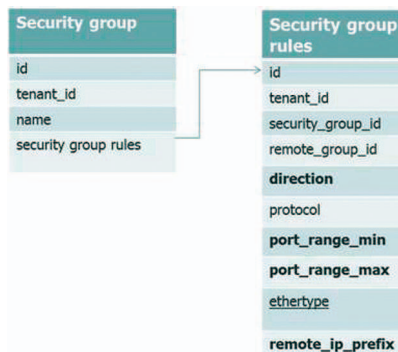 Security group
id
tenant_id
name
security group rules
Security group
rules
id
tenant_id
security_group_id
remote_group_id
direction
protocol
port_range_min
port_range_max
ethertype
remote_ip_prefix